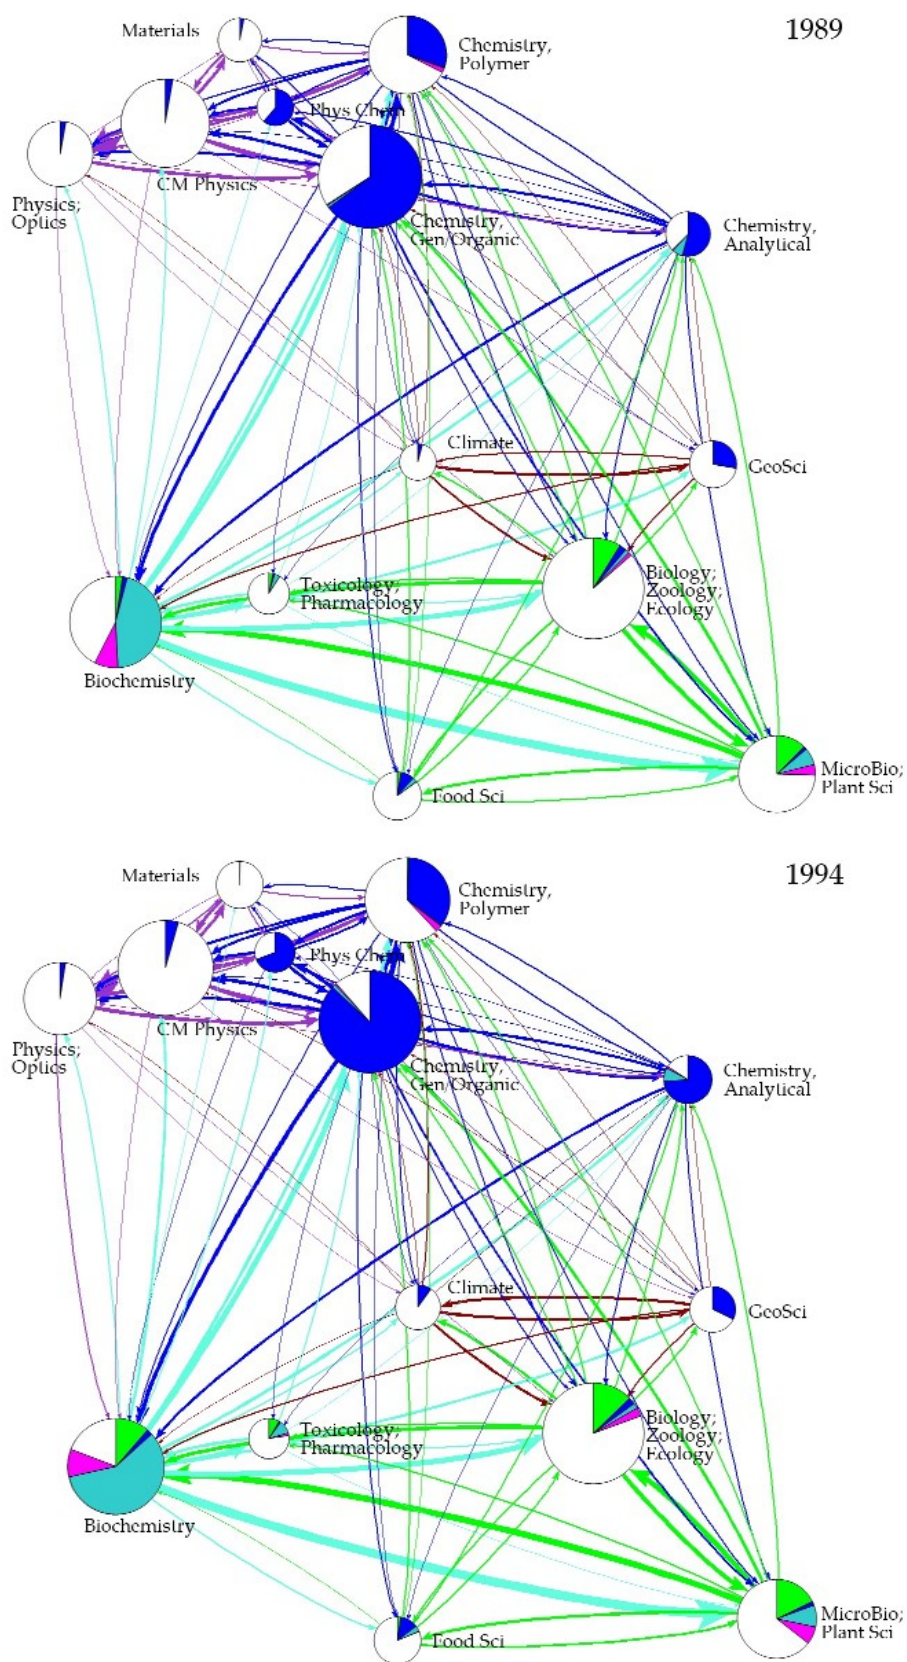 1989
Materials
Chemistry,
Polymer
Phys Chem
CM Physics
Physics;
Optics
Chemistry,
Gen/Organic
Chemistry,
Analytical
Climate
GeoSci
Toxicology;
Pharmacology
Biology;
Zoology;
Ecology
Biochemistry
MicroBio;
Plant Sci
Food Sci
1994
Materials
Chemistry,
Polymer
Phys Chem
CM Physics
Physics;
Optics
Chemistry,
Gen/Organic
Chemistry,
Analytical
Climate
GeoSci
Toxicology;
Pharmacology
Biology;
Zoology;
Ecology
Biochemistry
MicroBio;
Plant Sci
Food Sci